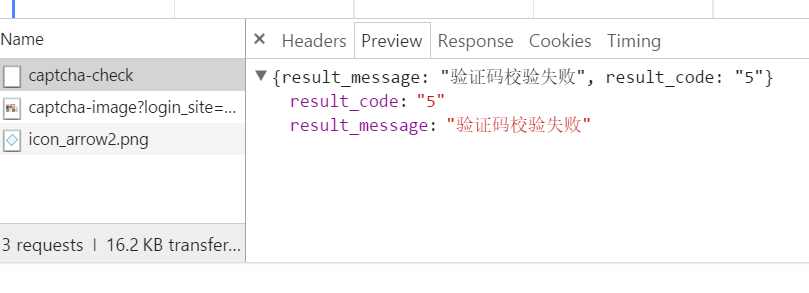 Name
captcha-check
captcha-image?login_site=...
icon_arrow2.png
3 requests | 16.2 KB transfer...
× Headers Preview Response Cookies Timing
▼ {result_message: "验证码校验失败", result_code: "5"}
result_code: "5"
result_message: "验证码校验失败"